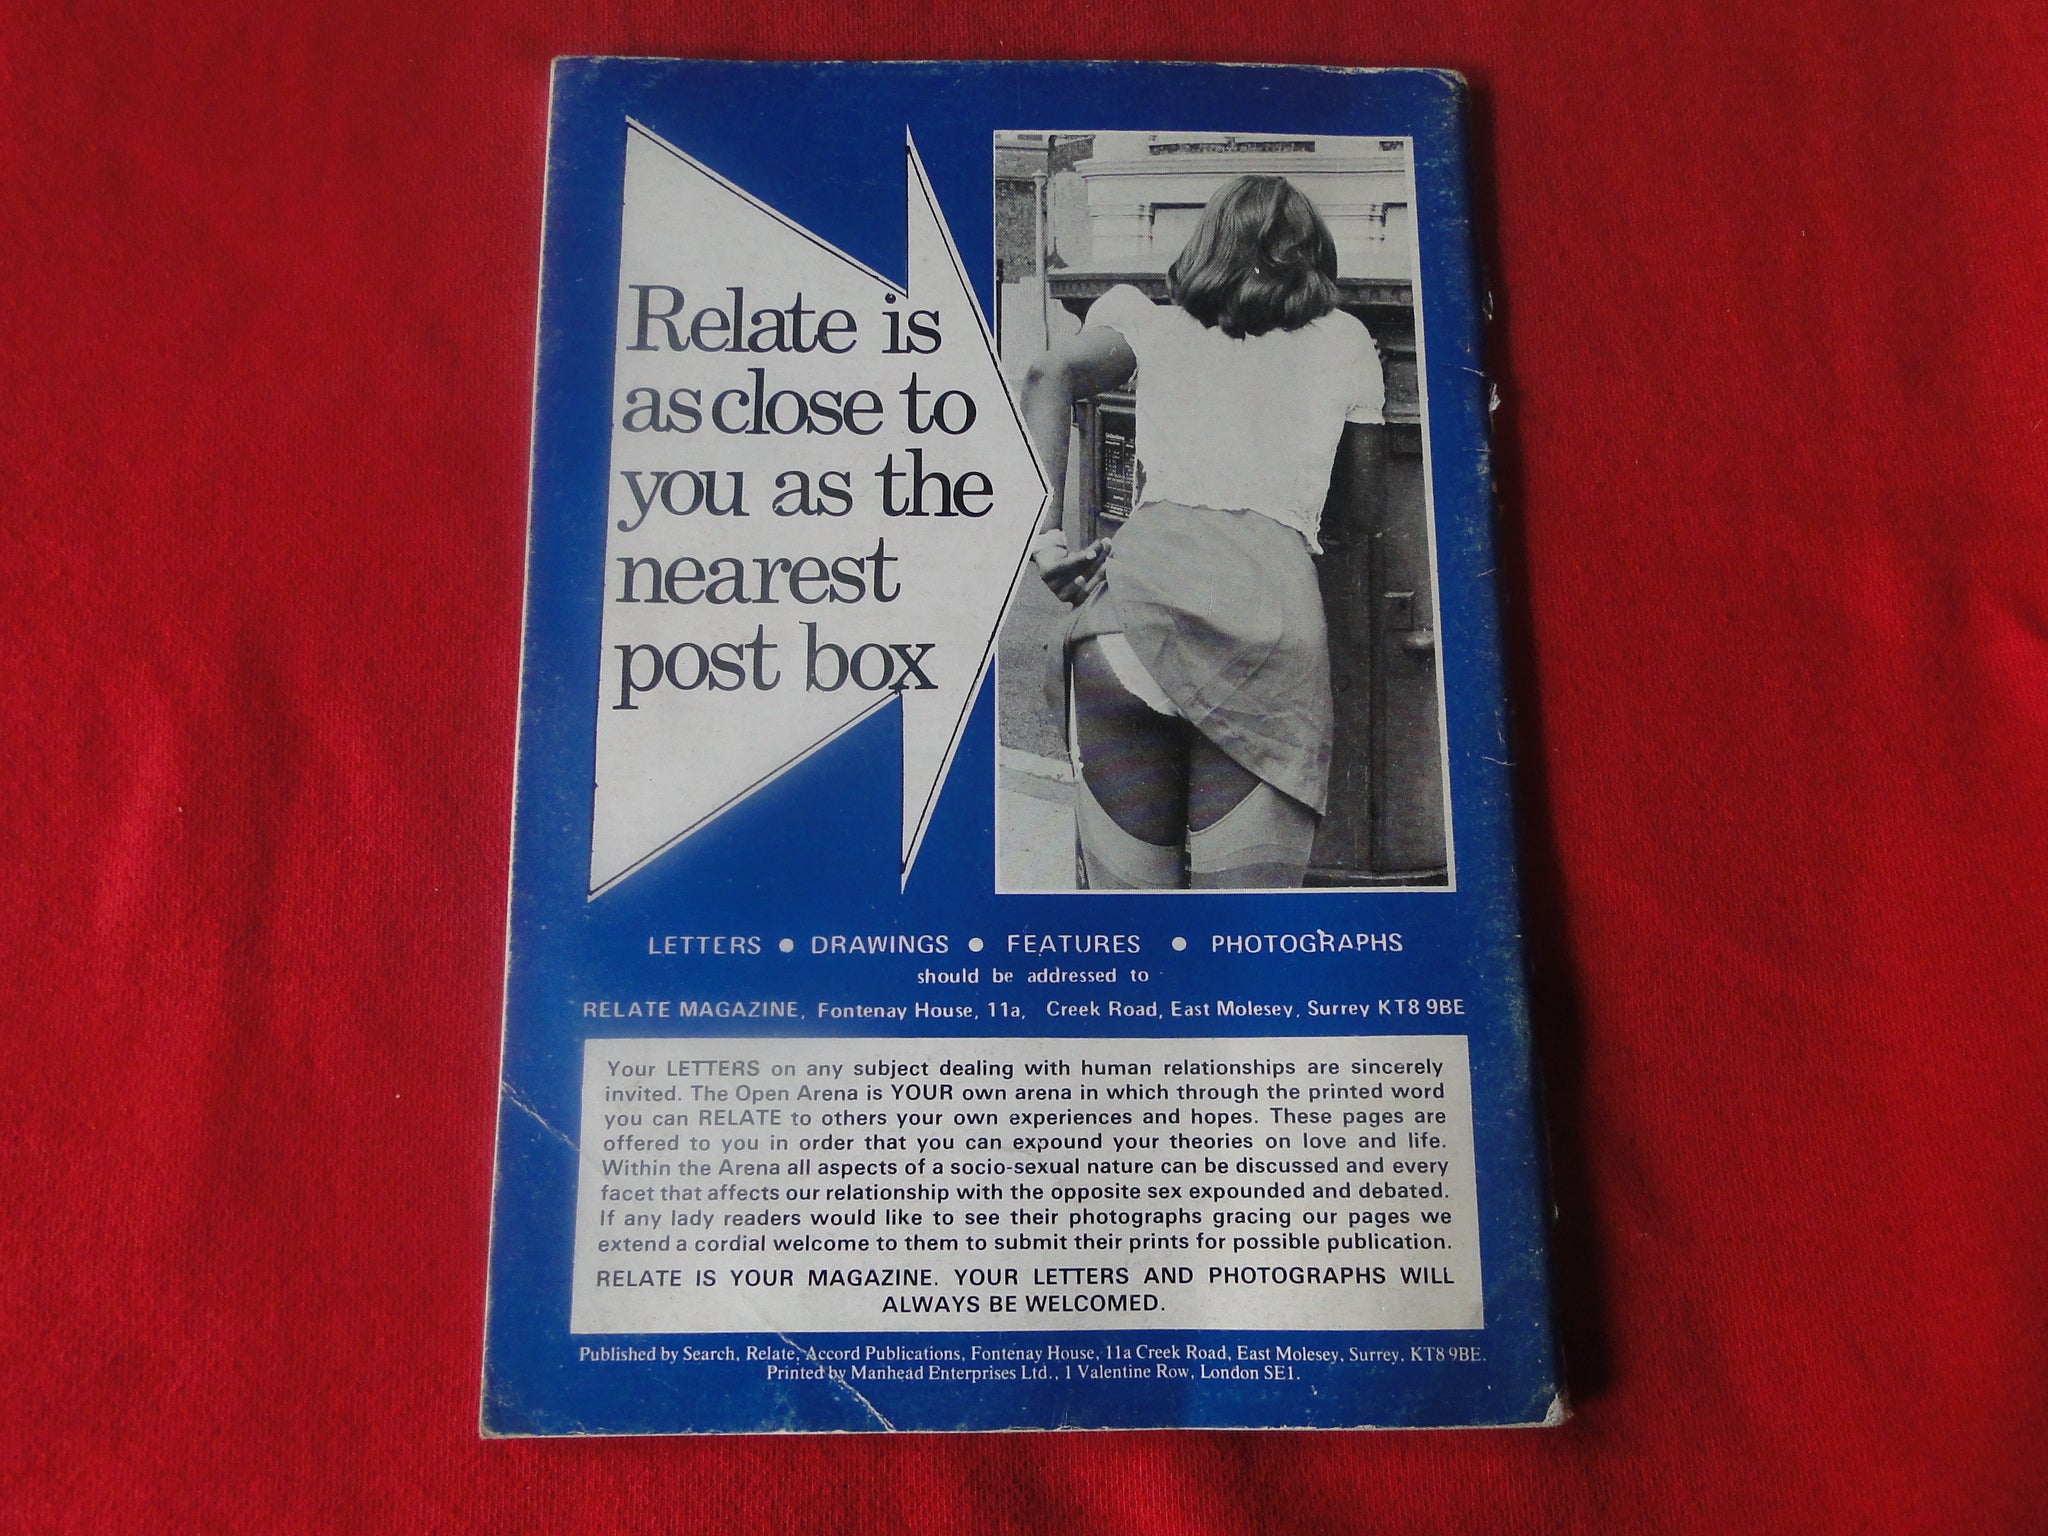 Relate is
as close to
you as the
nearest
post box
LETTERS ● DRAWINGS ● FEATURES ● PHOTOGRAPHS
should be addressed to
RELATE MAGAZINE, Fontenay House, 11a, Creek Road, East Molesey, Surrey KT8 9BE
Your LETTERS on any subject dealing with human relationships are sincerely
invited. The Open Arena is YOUR own arena in which through the printed word
you can RELATE to others your own experiences and hopes. These pages are
offered to you in order that you can expound your theories on love and life.
Within the Arena all aspects of a socio-sexual nature can be discussed and every
facet that affects our relationship with the opposite sex expounded and debated.
If any lady readers would like to see their photographs gracing our pages we
extend a cordial welcome to them to submit their prints for possible publication.
RELATE IS YOUR MAGAZINE. YOUR LETTERS AND PHOTOGRAPHS WILL
ALWAYS BE WELCOMED.
Published by Search, Relate, Accord Publications, Fontenay House, 11a Creek Road, East Molesey, Surrey, KT8 9BE.
Printed by Manhead Enterprises Ltd., 1 Valentine Row, London SE1.